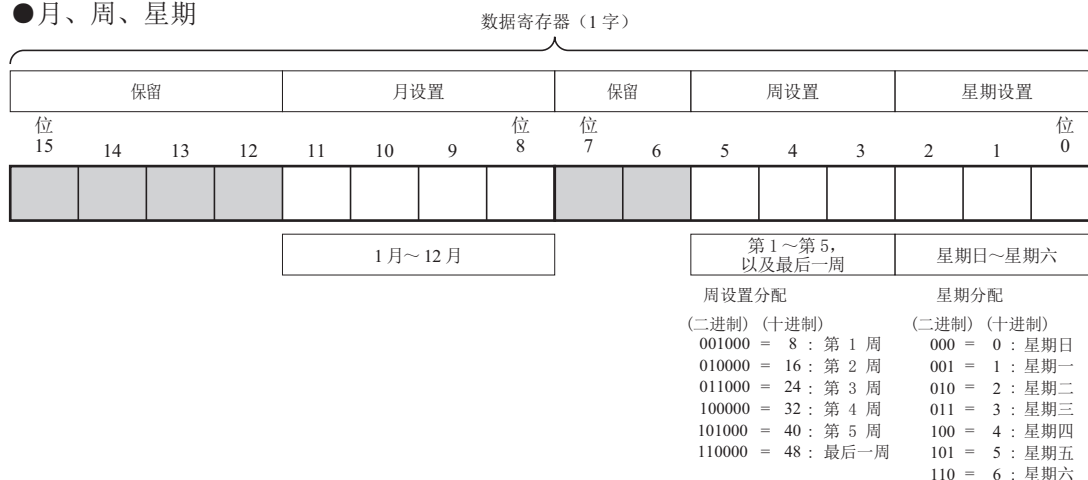 ●月、周、星期
数据寄存器（1 字）
保留 月设置 保留 周设置 星期设置
位 位 位 位
15 14 13 12 11 10 9 8 7 6 5 4 3 2 1 0
1 月～ 12 月
第 1 ～第 5，
以及最后一周
星期日～星期六
周设置分配
(二进制) (十进制)
001000 = 8 : 第 1 周
010000 = 16 : 第 2 周
011000 = 24 : 第 3 周
100000 = 32 : 第 4 周
101000 = 40 : 第 5 周
110000 = 48 : 最后一周
星期分配
(二进制) (十进制)
000 = 0 : 星期日
001 = 1 : 星期一
010 = 2 : 星期二
011 = 3 : 星期三
100 = 4 : 星期四
101 = 5 : 星期五
110 = 6 : 星期六